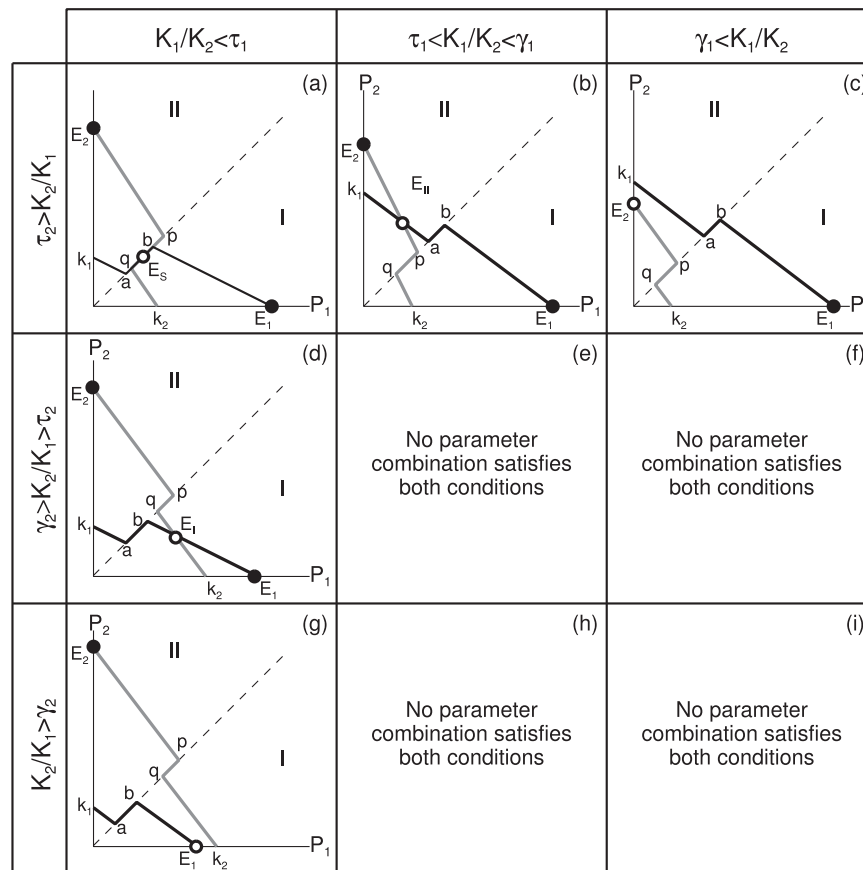 K₁/K₂<τ₁
τ₁<K₁/K₂<γ₁
γ₁<K₁/K₂
τ₂>K₂/K₁
(a)
II
E₂
I
k₁
q
b
p
a
E_S
k₂
E₁
P₁
(b)
P₂
II
E₂
k₁
E_II
b
I
a
p
q
k₂
E₁
(c)
P₂
II
k₁
E₂
b
I
a
p
q
k₂
E₁
P
γ₂>K₂/K₁>τ₂
(d)
P₂
II
E₂
I
q
p
k₁
b
E_I
a
k₂
E₁
P₁
(e)
No parameter
combination satisfies
both conditions
(f)
No parameter
combination satisfies
both conditions
K₂/K₁>γ₂
(g)
P₂
II
E₂
p
I
q
k₁
b
a
E₁
k₂
P₁
(h)
No parameter
combination satisfies
both conditions
(i)
No parameter
combination satisfies
both conditions